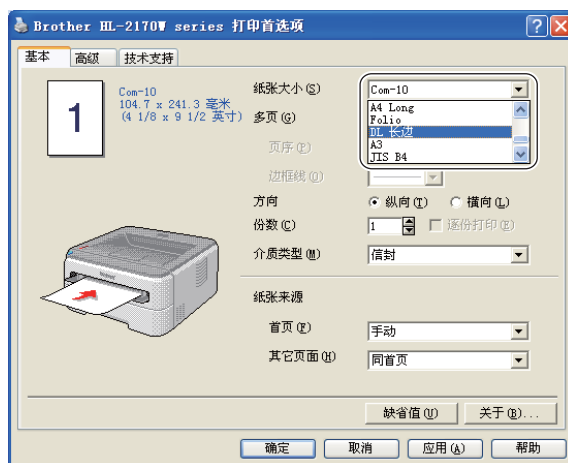 Brother HL-2170W series 打印首选项
基本 高级 技术支持
1
Com-10
104.7 x 241.3 毫米
(4 1/8 x 9 1/2 英寸)
纸张大小(S) Com-10
A4 Long
Folio
DL 长边
A3
JIS B4
多页(G)
页序(P)
边框线(O)
方向 纵向(T) 横向(L)
份数(C) 1 逐份打印(E)
介质类型(M) 信封
纸张来源
首页(F) 手动
其它页面(H) 同首页
缺省值(U) 关于(B)...
确定 取消 应用(A) 帮助